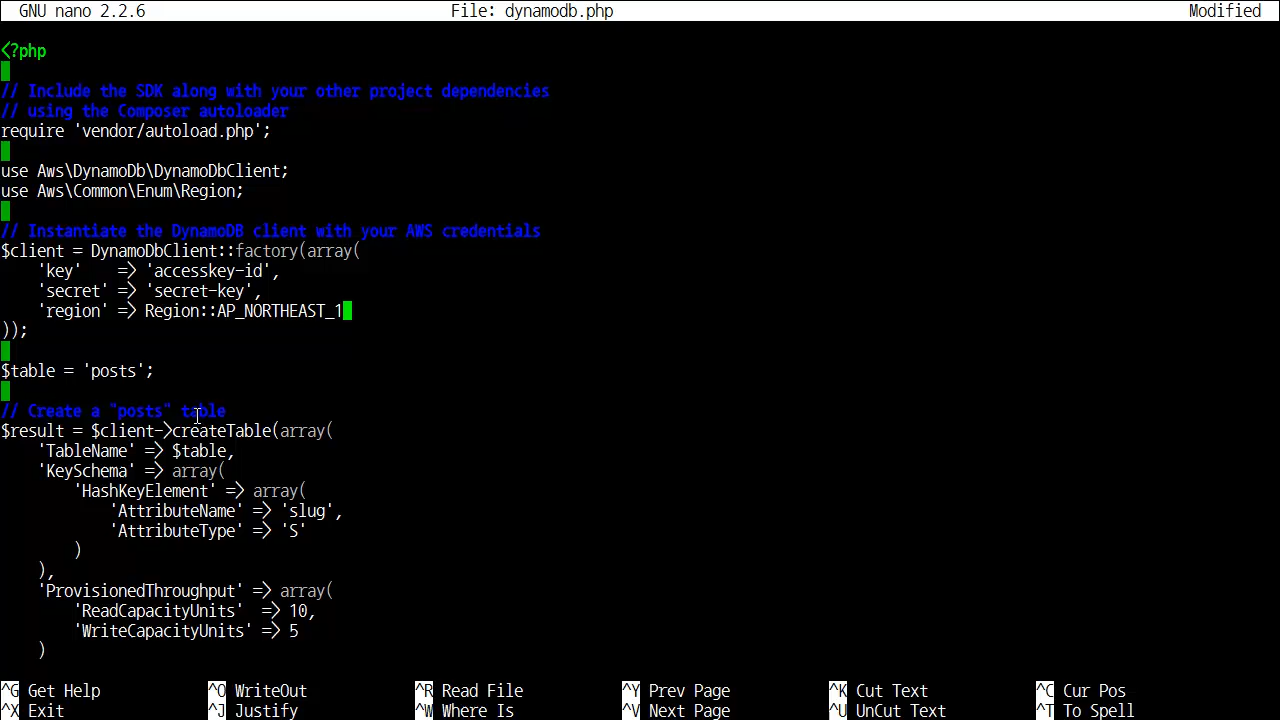 GNU nano 2.2.6 File: dynamodb.php Modified
<?php
// Include the SDK along with your other project dependencies
// using the Composer autoloader
require 'vendor/autoload.php';
use Aws\DynamoDb\DynamoDbClient;
use Aws\Common\Enum\Region;
// Instantiate the DynamoDB client with your AWS credentials
$client = DynamoDbClient::factory(array(
    'key'    => 'accesskey-id',
    'secret' => 'secret-key',
    'region' => Region::AP_NORTHEAST_1
));
$table = 'posts';
// Create a "posts" table
$result = $client->createTable(array(
    'TableName' => $table,
    'KeySchema' => array(
        'HashKeyElement' => array(
            'AttributeName' => 'slug',
            'AttributeType' => 'S'
        )
    ),
    'ProvisionedThroughput' => array(
        'ReadCapacityUnits'  => 10,
        'WriteCapacityUnits' => 5
    )
^G Get Help ^O WriteOut ^R Read File ^Y Prev Page ^K Cut Text ^C Cur Pos
^X Exit ^J Justify ^W Where Is ^V Next Page ^U UnCut Text ^T To Spell